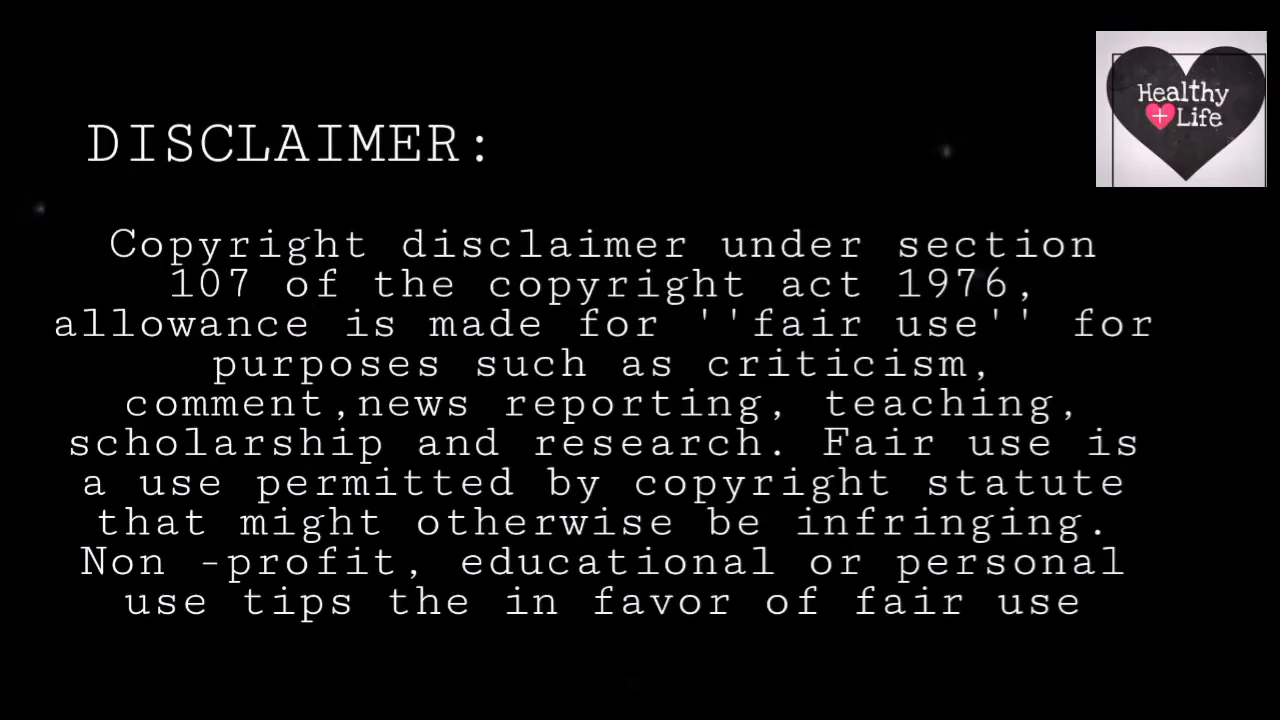 Healthy
+ Life
DISCLAIMER:
Copyright disclaimer under section
107 of the copyright act 1976,
allowance is made for ''fair use'' for
purposes such as criticism,
comment,news reporting, teaching,
scholarship and research. Fair use is
a use permitted by copyright statute
that might otherwise be infringing.
Non -profit, educational or personal
use tips the in favor of fair use